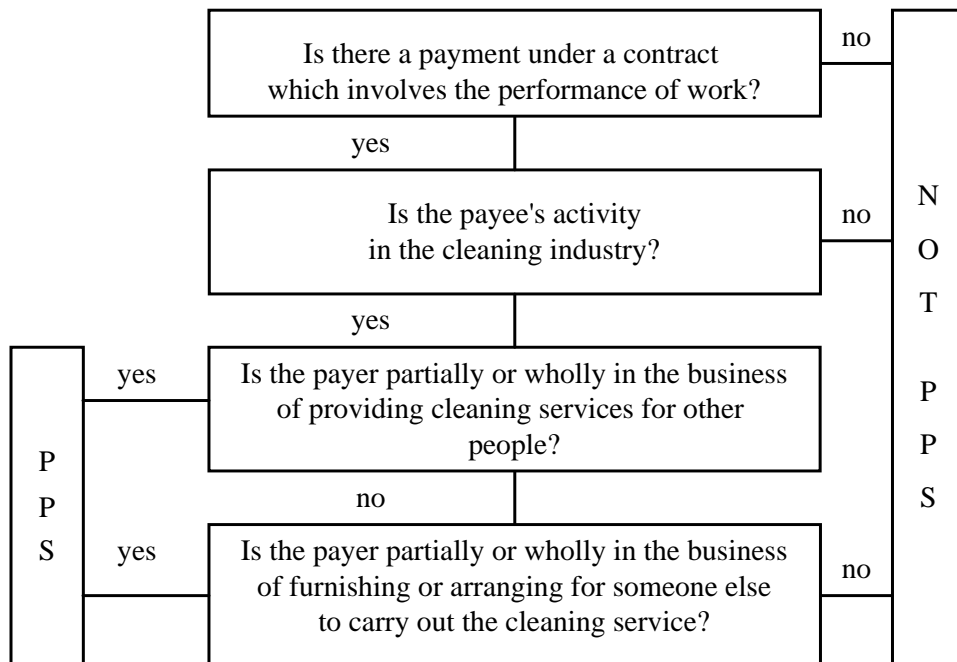 Is there a payment under a contract
which involves the performance of work?
no
yes
Is the payee's activity
in the cleaning industry?
no
yes
Is the payer partially or wholly in the business
of providing cleaning services for other
people?
yes
no
Is the payer partially or wholly in the business
of furnishing or arranging for someone else
to carry out the cleaning service?
yes
no
P
P
S
N
O
T
P
P
S